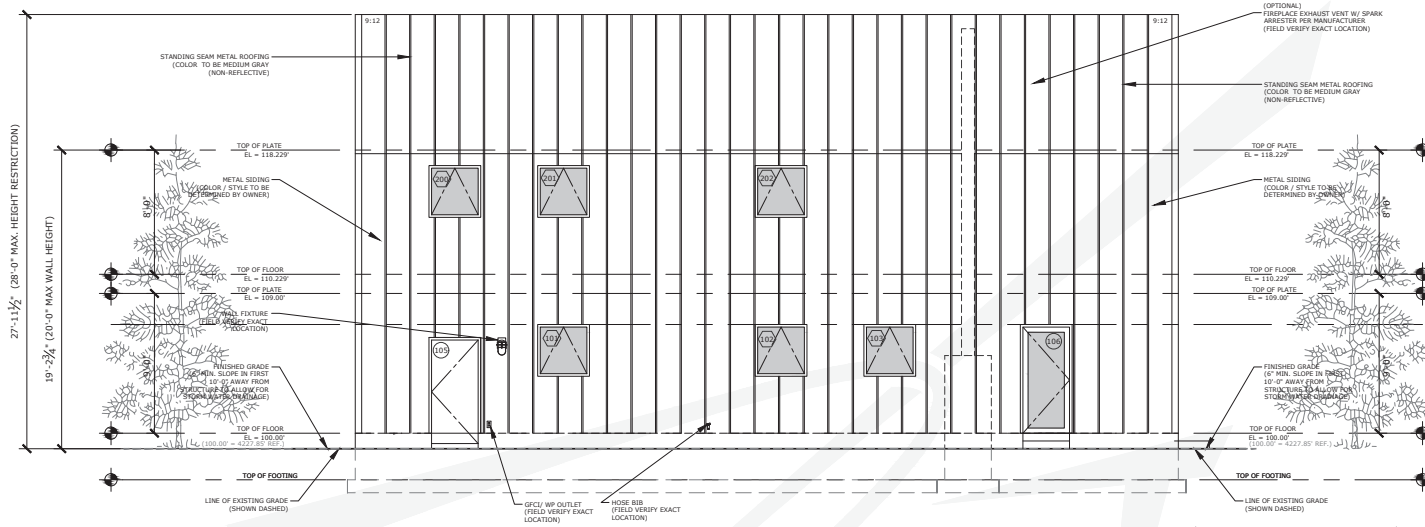 (OPTIONAL)
FIREPLACE EXHAUST VENT W/ SPARK
ARRESTER PER MANUFACTURER
(FIELD VERIFY EXACT LOCATION)
9:12
9:12
STANDING SEAM METAL ROOFING
(COLOR TO BE MEDIUM GRAY
(NON-REFLECTIVE)
STANDING SEAM METAL ROOFING
(COLOR TO BE MEDIUM GRAY
(NON-REFLECTIVE)
27'-11½" (28'-0" MAX. HEIGHT RESTRICTION)
19'-2¾" (20'-0" MAX WALL HEIGHT)
TOP OF PLATE
EL = 118.229'
TOP OF PLATE
EL = 118.229'
METAL SIDING
(COLOR / STYLE TO BE
DETERMINED BY OWNER)
METAL SIDING
(COLOR / STYLE TO BE
DETERMINED BY OWNER)
8'-0"
8'-0"
200
201
202
TOP OF FLOOR
EL = 110.229'
TOP OF FLOOR
EL = 110.229'
TOP OF PLATE
EL = 109.00'
TOP OF PLATE
EL = 109.00'
WALL FIXTURE
(FIELD VERIFY EXACT
LOCATION)
105
101
102
103
106
9'-0"
9'-0"
FINISHED GRADE
(6" MIN. SLOPE IN FIRST
10'-0" AWAY FROM
STRUCTURE TO ALLOW FOR
STORM WATER DRAINAGE)
FINISHED GRADE
(6" MIN. SLOPE IN FIRST
10'-0" AWAY FROM
STRUCTURE TO ALLOW FOR
STORM WATER DRAINAGE)
TOP OF FLOOR
EL = 100.00'
(100.00' = 4227.85' REF.)
TOP OF FLOOR
EL = 100.00'
(100.00' = 4227.85' REF.)
TOP OF FOOTING
TOP OF FOOTING
LINE OF EXISTING GRADE
(SHOWN DASHED)
GFCI/ WP OUTLET
(FIELD VERIFY EXACT
LOCATION)
HOSE BIB
(FIELD VERIFY EXACT
LOCATION)
LINE OF EXISTING GRADE
(SHOWN DASHED)